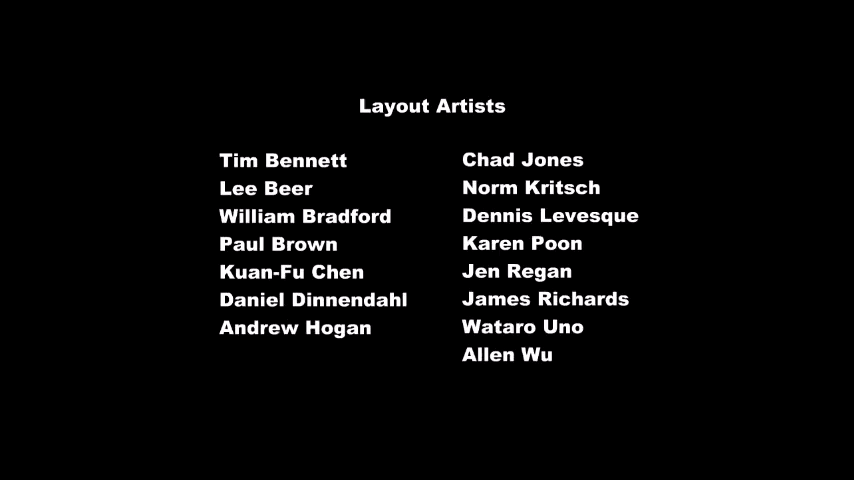 Layout Artists
Tim Bennett
Lee Beer
William Bradford
Paul Brown
Kuan-Fu Chen
Daniel Dinnendahl
Andrew Hogan
Chad Jones
Norm Kritsch
Dennis Levesque
Karen Poon
Jen Regan
James Richards
Wataro Uno
Allen Wu